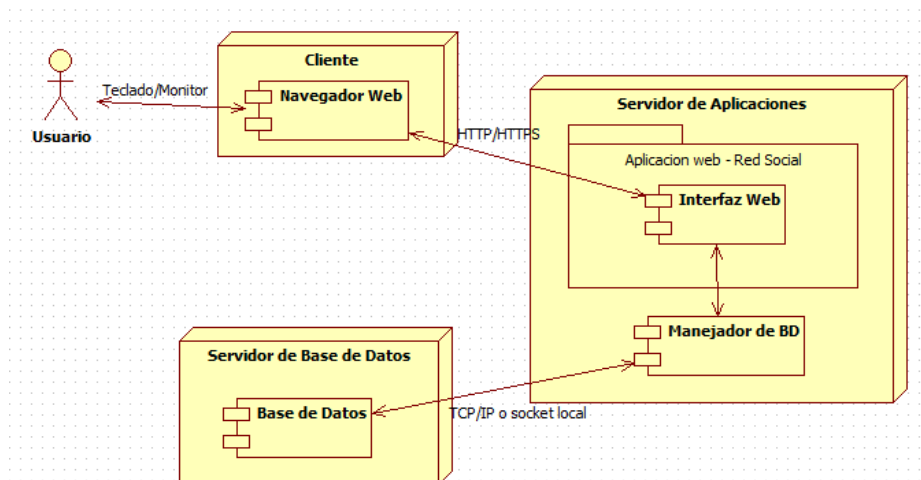 Cliente
Teclado/Monitor
Navegador Web
Usuario
HTTP/HTTPS
Servidor de Aplicaciones
Aplicacion web - Red Social
Interfaz Web
Manejador de BD
Servidor de Base de Datos
Base de Datos
TCP/IP o socket local